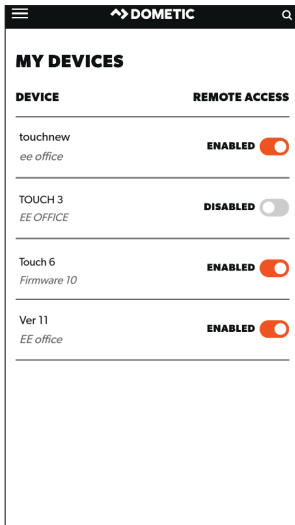 DOMETIC
MY DEVICES
DEVICE REMOTE ACCESS
touchnew
ENABLED
ee office
TOUCH 3
DISABLED
EE OFFICE
Touch 6
ENABLED
Firmware 10
Ver 11
ENABLED
EE office